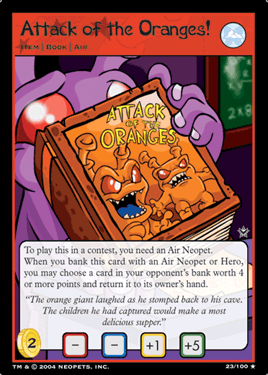 Attack of the Oranges!
Item | Book | Air
ATTACK
OF THE
ORANGES
To play this in a contest, you need an Air Neopet.
When you bank this card with an Air Neopet or Hero,
you may choose a card in your opponent's bank worth 4
or more points and return it to its owner's hand.
"The orange giant laughed as he stomped back to his cave.
The children he had captured would make a most
delicious supper."
2 – – +1 +5
TM & © 2004 NEOPETS, INC. 23/100 ★